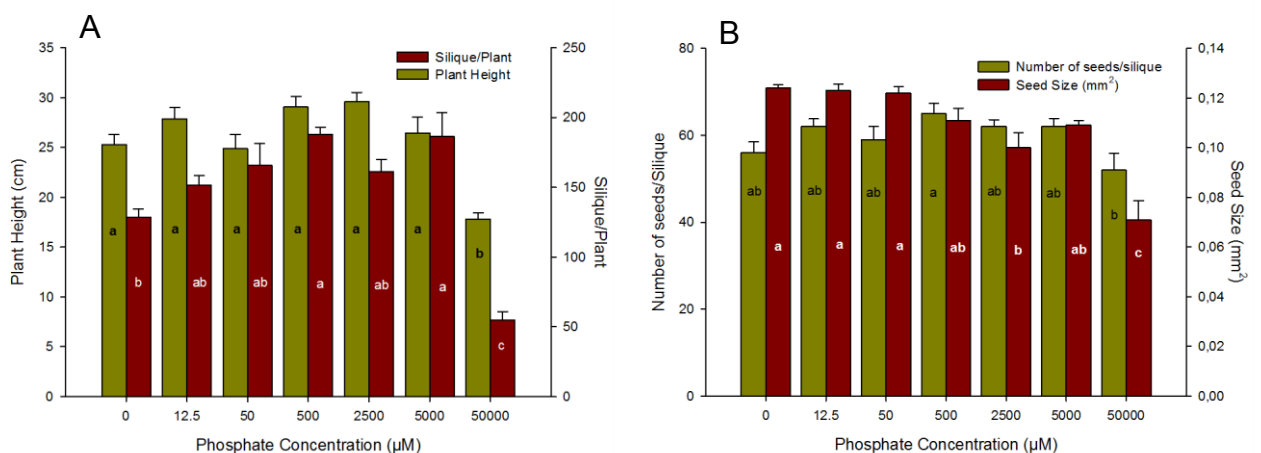 A
Silique/Plant
Plant Height
Plant Height (cm)
35
30
25
20
15
10
5
0
250
200
150
100
50
0
Silique/Plant
a
b
a
ab
a
ab
a
a
a
ab
a
a
b
c
0
12.5
50
500
2500
5000
50000
Phosphate Concentration (µM)
B
Number of seeds/silique
Seed Size (mm²)
Number of seeds/Silique
80
60
40
20
0
0,14
0,12
0,10
0,08
0,06
0,04
0,02
0,00
Seed Size (mm²)
ab
a
ab
a
ab
a
a
ab
ab
b
ab
ab
b
c
0
12.5
50
500
2500
5000
50000
Phosphate Concentration (µM)